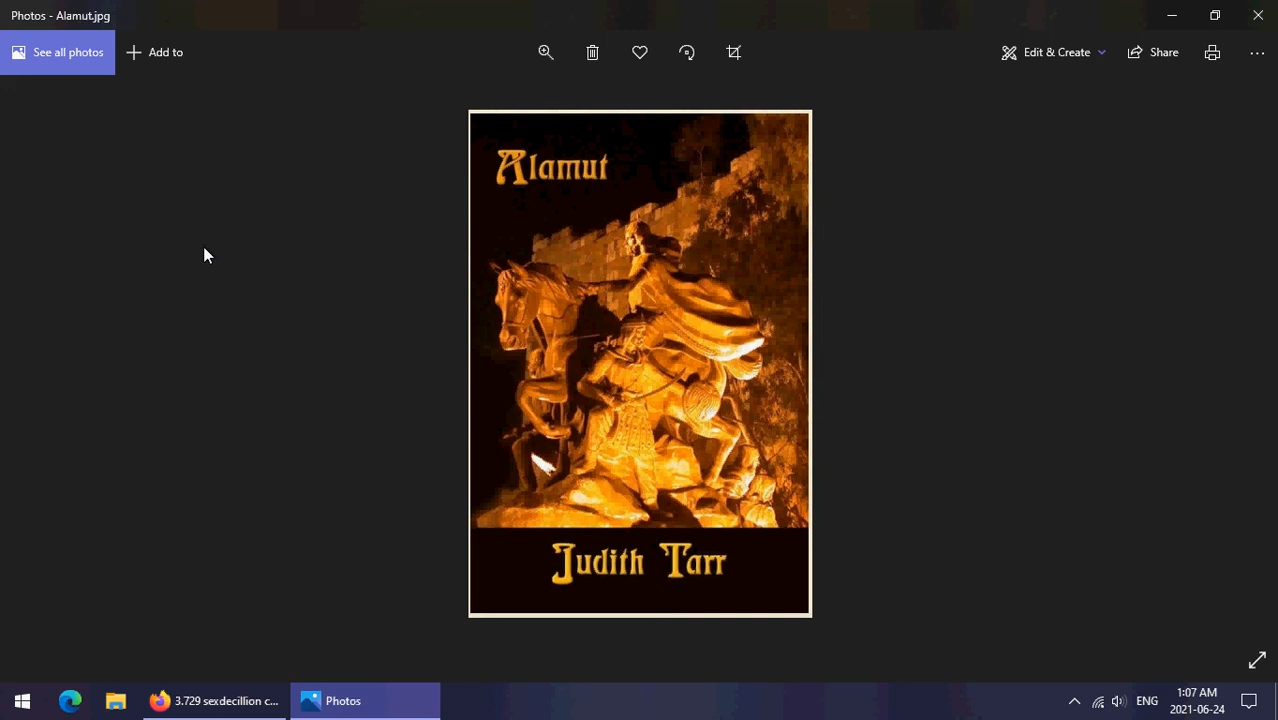 Photos - Alamut.jpg
See all photos
Add to
Edit & Create
Share
Alamut
Judith Tarr
3.729 sexdecillion c...
Photos
ENG
1:07 AM
2021-06-24